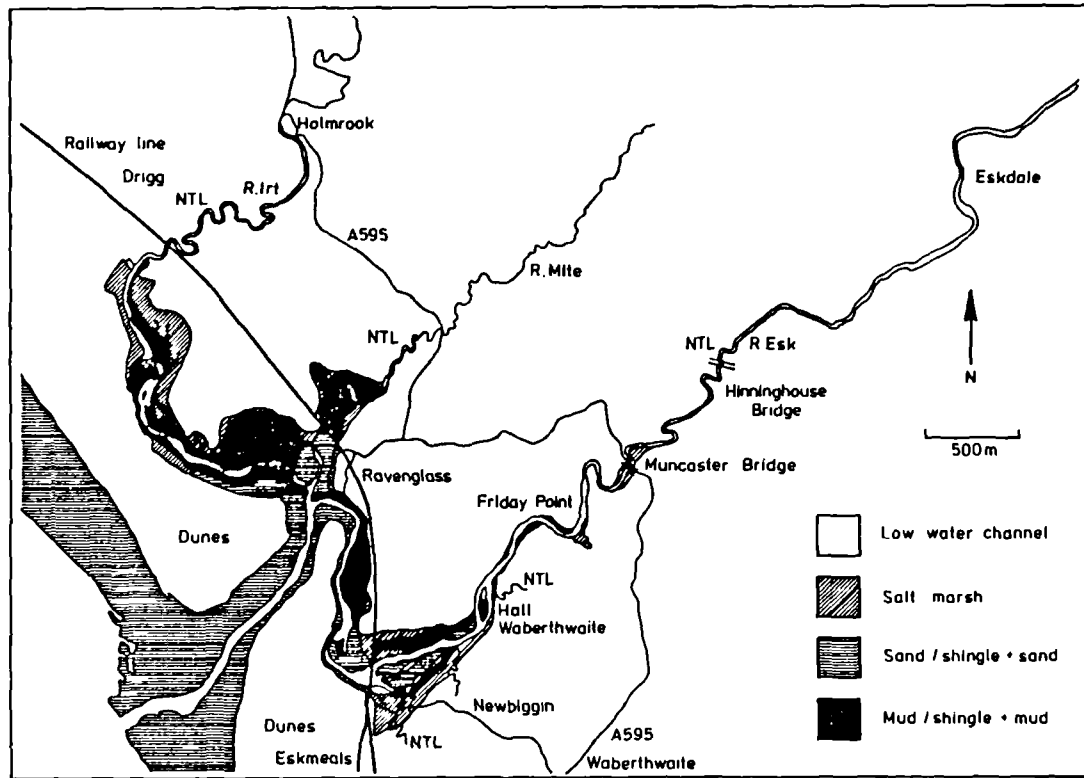 Holmrook
Railway line
Drigg
NTL
R.Irt
A595
R.Mite
NTL
Eskdale
N
NTL
R Esk
Hinninghouse
Bridge
500m
Muncaster Bridge
Ravenglass
Friday Point
Dunes
NTL
Hall
Waberthwaite
Newbiggin
NTL
Dunes
Eskmeals
A595
Waberthwaite
Low water channel
Salt marsh
Sand/shingle + sand
Mud/shingle + mud